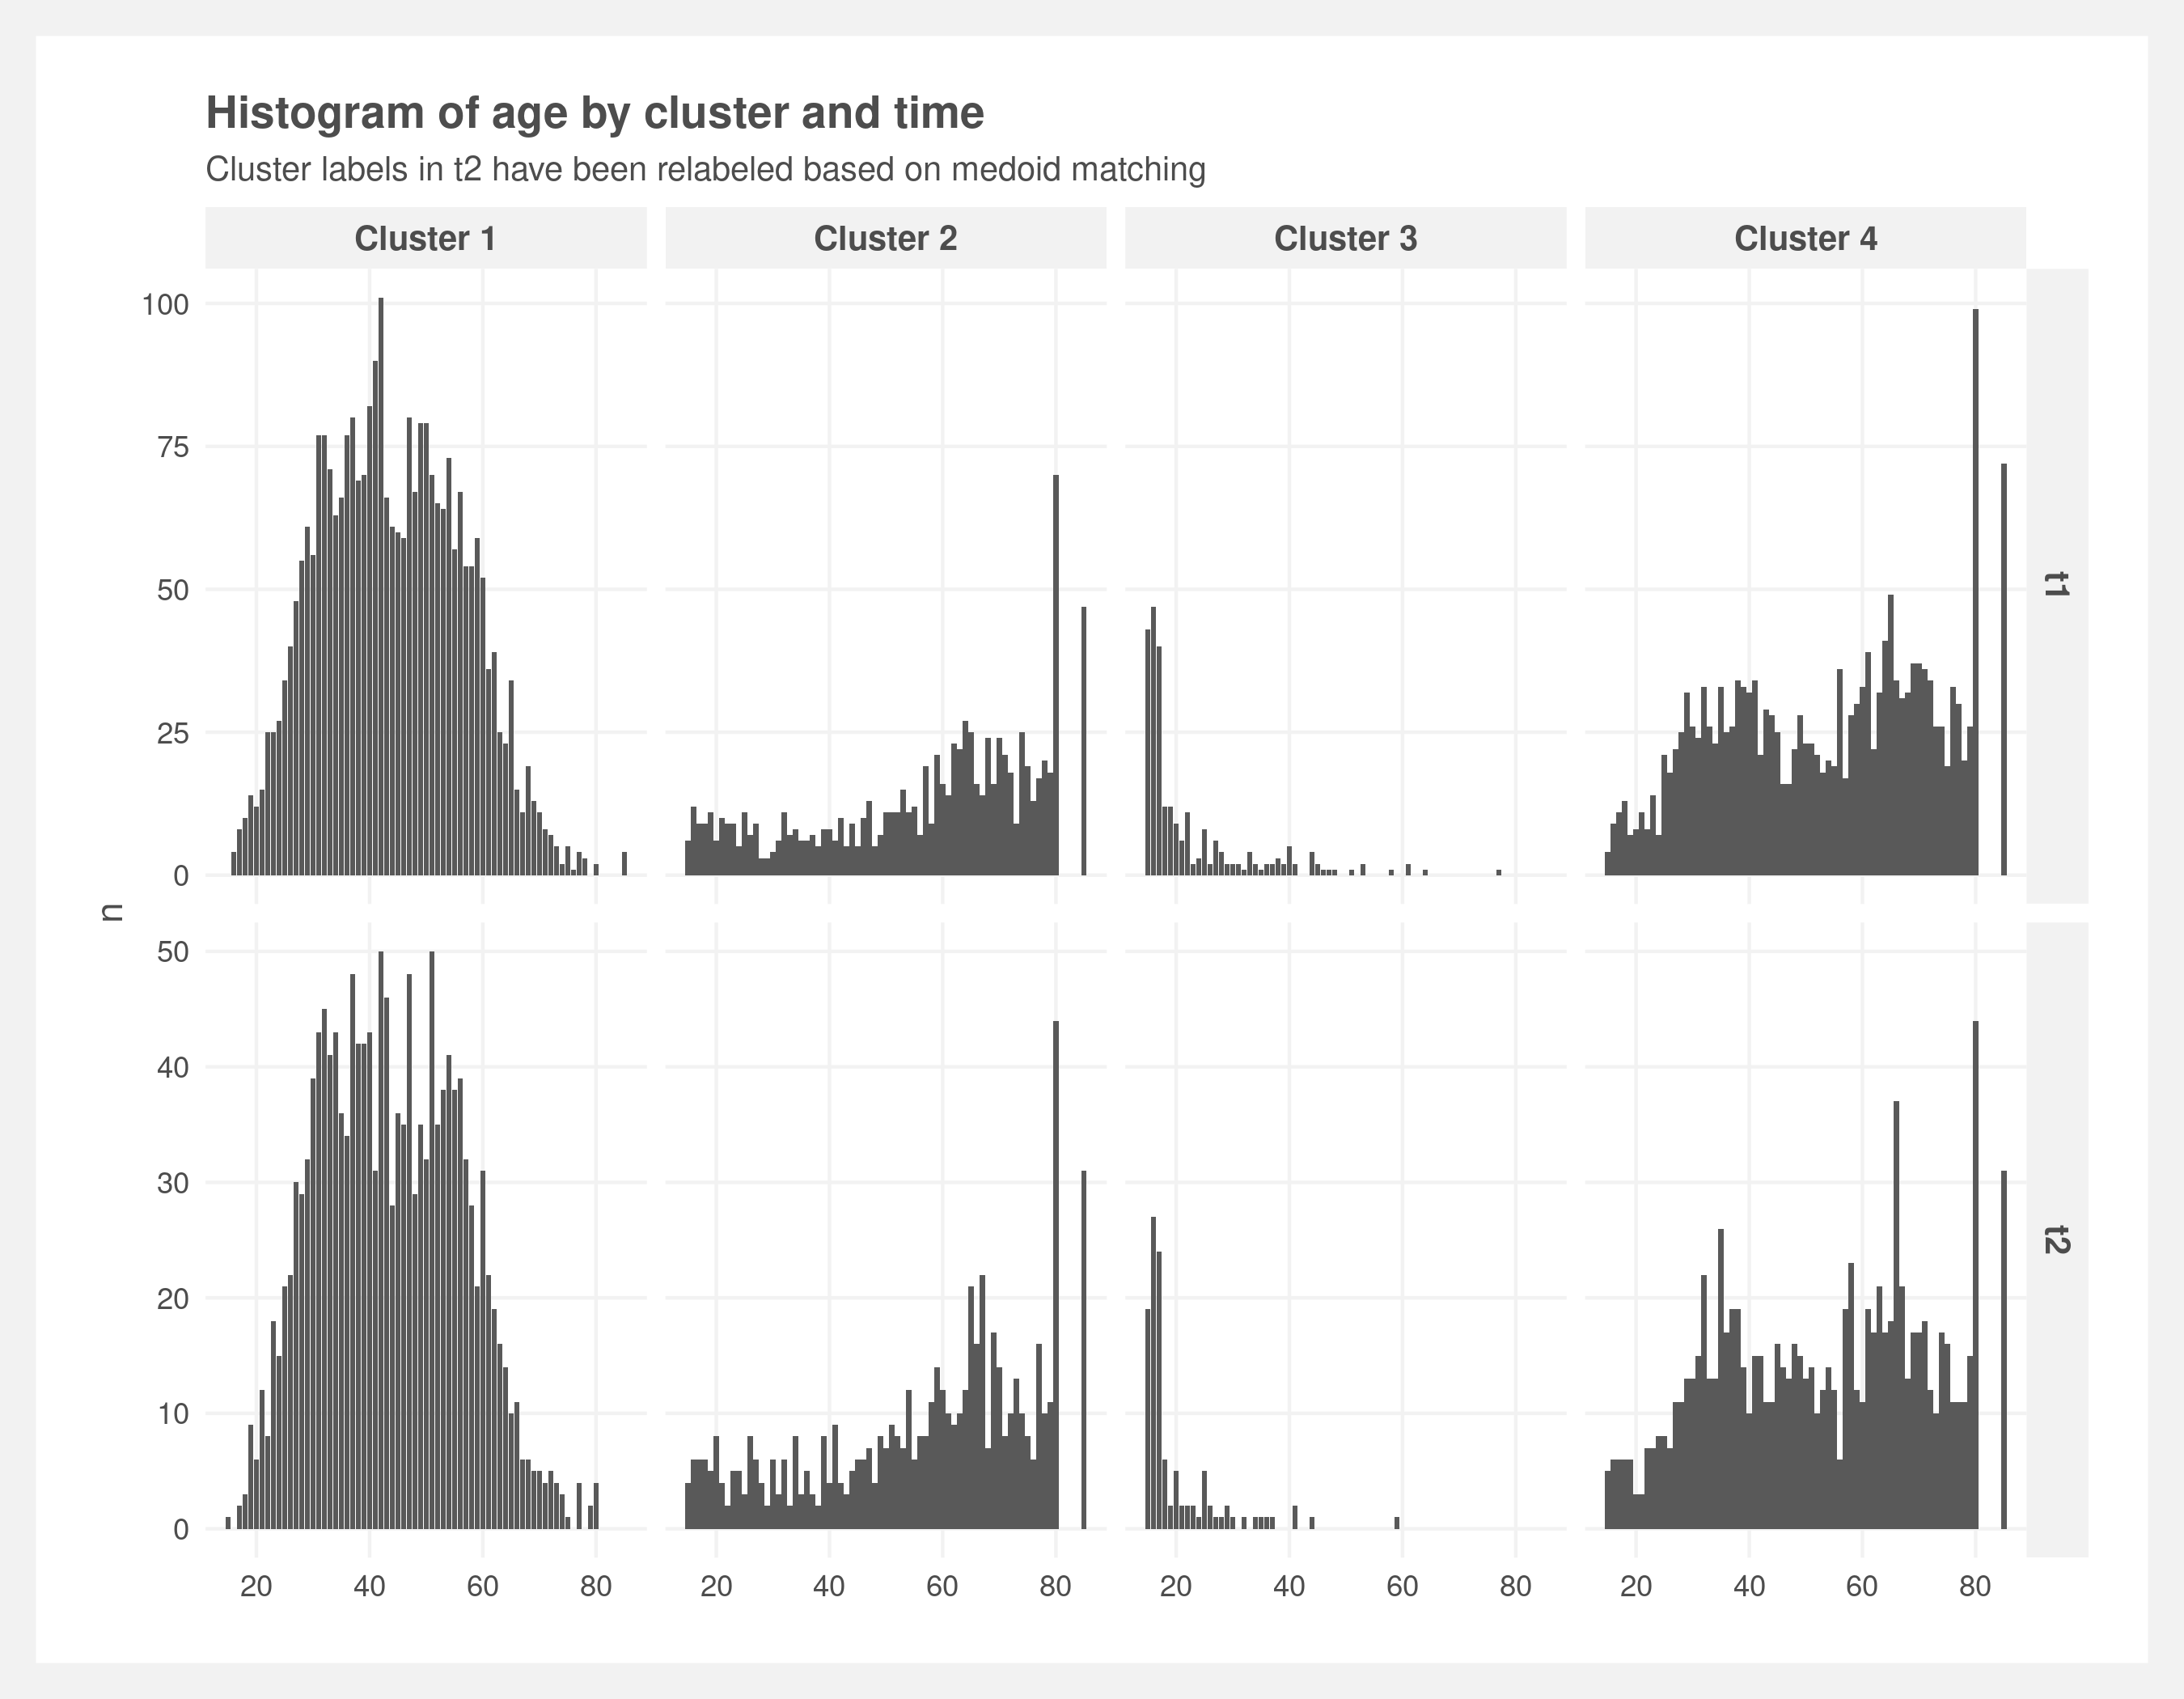 Histogram of age by cluster and time
Cluster labels in t2 have been relabeled based on medoid matching
Cluster 1 Cluster 2 Cluster 3 Cluster 4
100
75
50
25
0
t1
n
50
40
30
20
10
0
t2
20 40 60 80 20 40 60 80 20 40 60 80 20 40 60 80